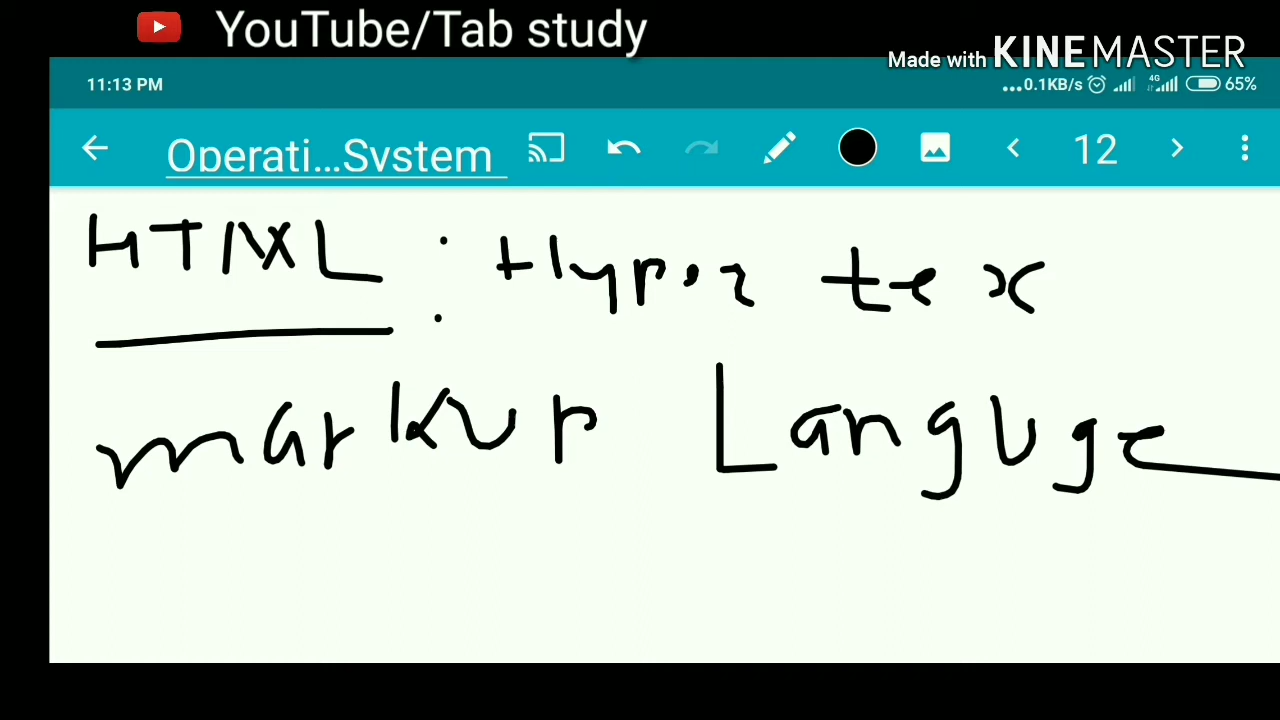 YouTube/Tab study
Made with KINEMASTER
11:13 PM
...0.1KB/s 4G 65%
Operati...System 12
HTML : Hyper tex
markup Languge